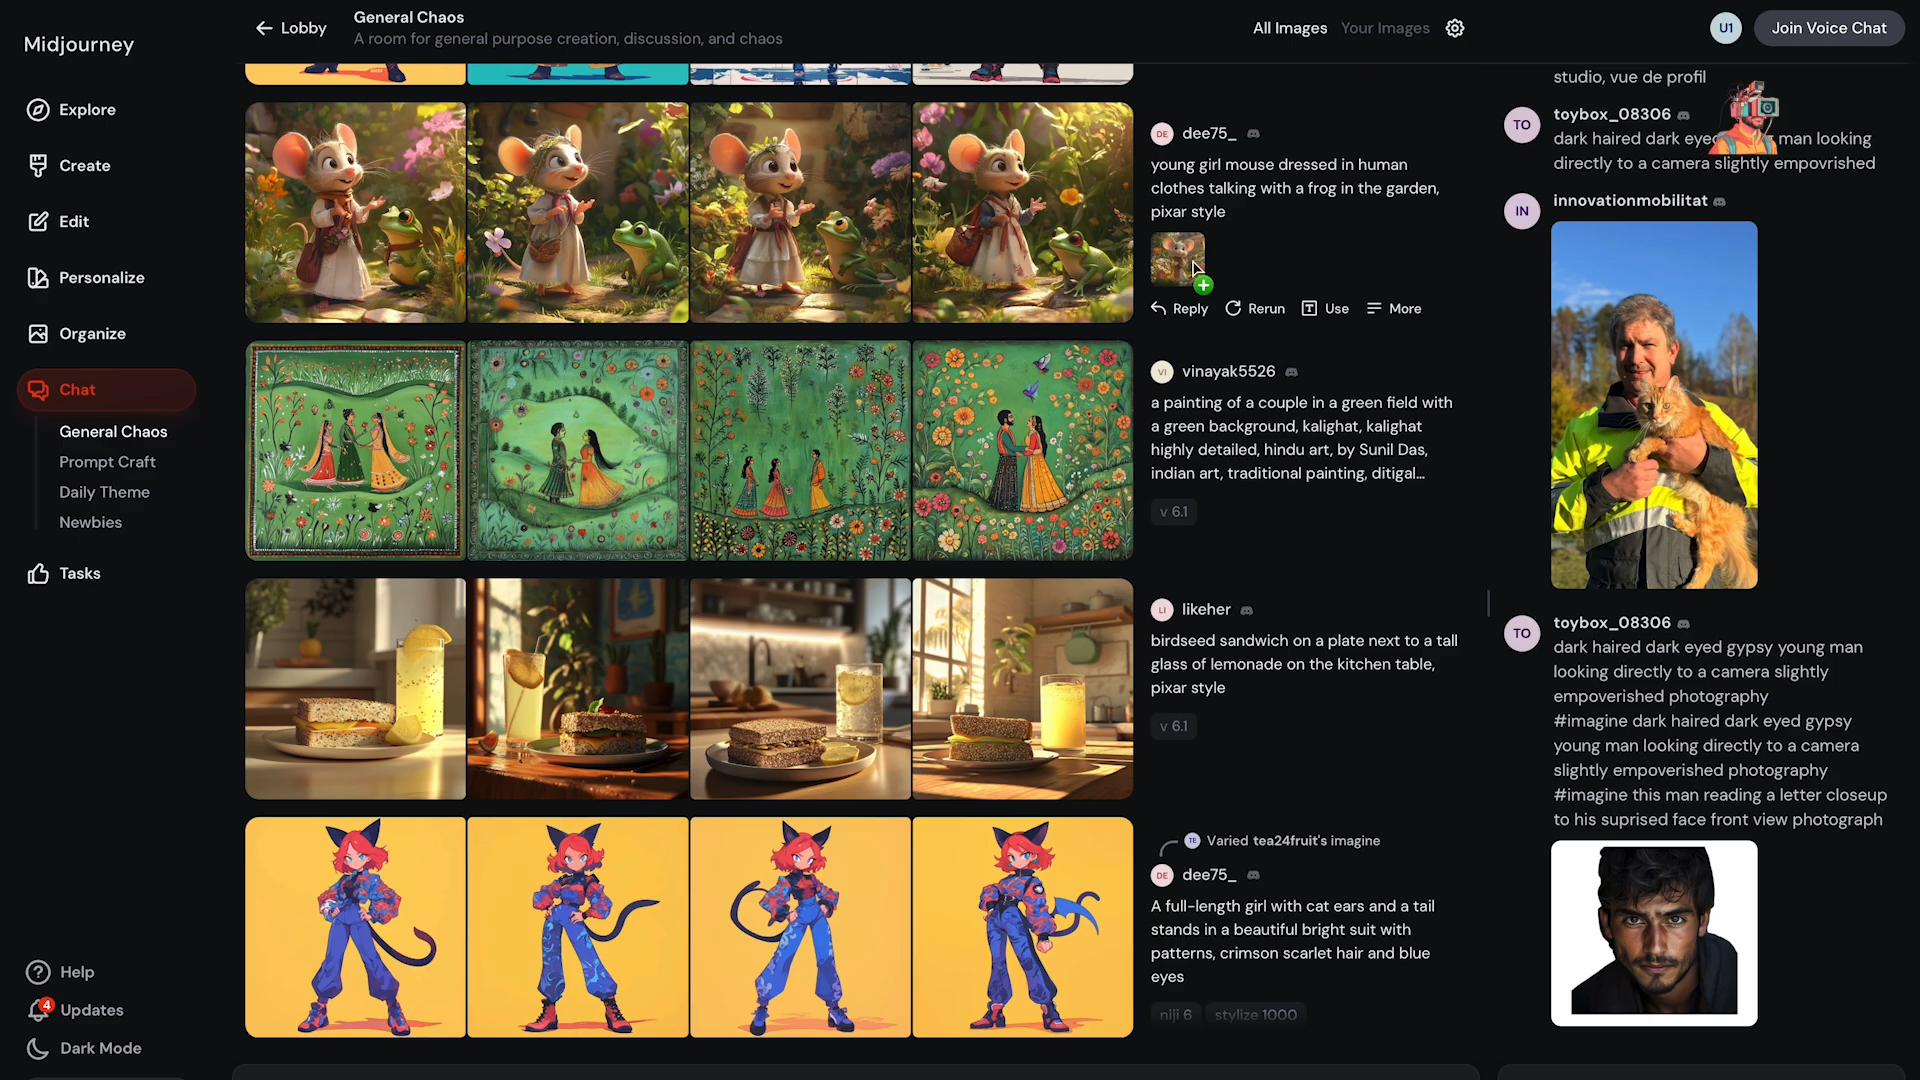 Midjourney
Explore
Create
Edit
Personalize
Organize
Chat
General Chaos
Prompt Craft
Daily Theme
Newbies
Tasks
Help
4
Updates
Dark Mode
Lobby
General Chaos
A room for general purpose creation, discussion, and chaos
All Images
Your Images
U1
Join Voice Chat
DE
dee75_
young girl mouse dressed in human
clothes talking with a frog in the garden,
pixar style
Reply
Rerun
Use
More
VI
vinayak5526
a painting of a couple in a green field with
a green background, kalighat, kalighat
highly detailed, hindu art, by Sunil Das,
indian art, traditional painting, ditigal...
v 6.1
LI
likeher
birdseed sandwich on a plate next to a tall
glass of lemonade on the kitchen table,
pixar style
v 6.1
TE
Varied tea24fruit's imagine
DE
dee75_
A full-length girl with cat ears and a tail
stands in a beautiful bright suit with
patterns, crimson scarlet hair and blue
eyes
niji 6
stylize 1000
studio, vue de profil
TO
toybox_08306
dark haired dark eyed man looking
directly to a camera slightly empovrished
IN
innovationmobilitat
TO
toybox_08306
dark haired dark eyed gypsy young man
looking directly to a camera slightly
empoverished photography
#imagine dark haired dark eyed gypsy
young man looking directly to a camera
slightly empoverished photography
#imagine this man reading a letter closeup
to his suprised face front view photograph